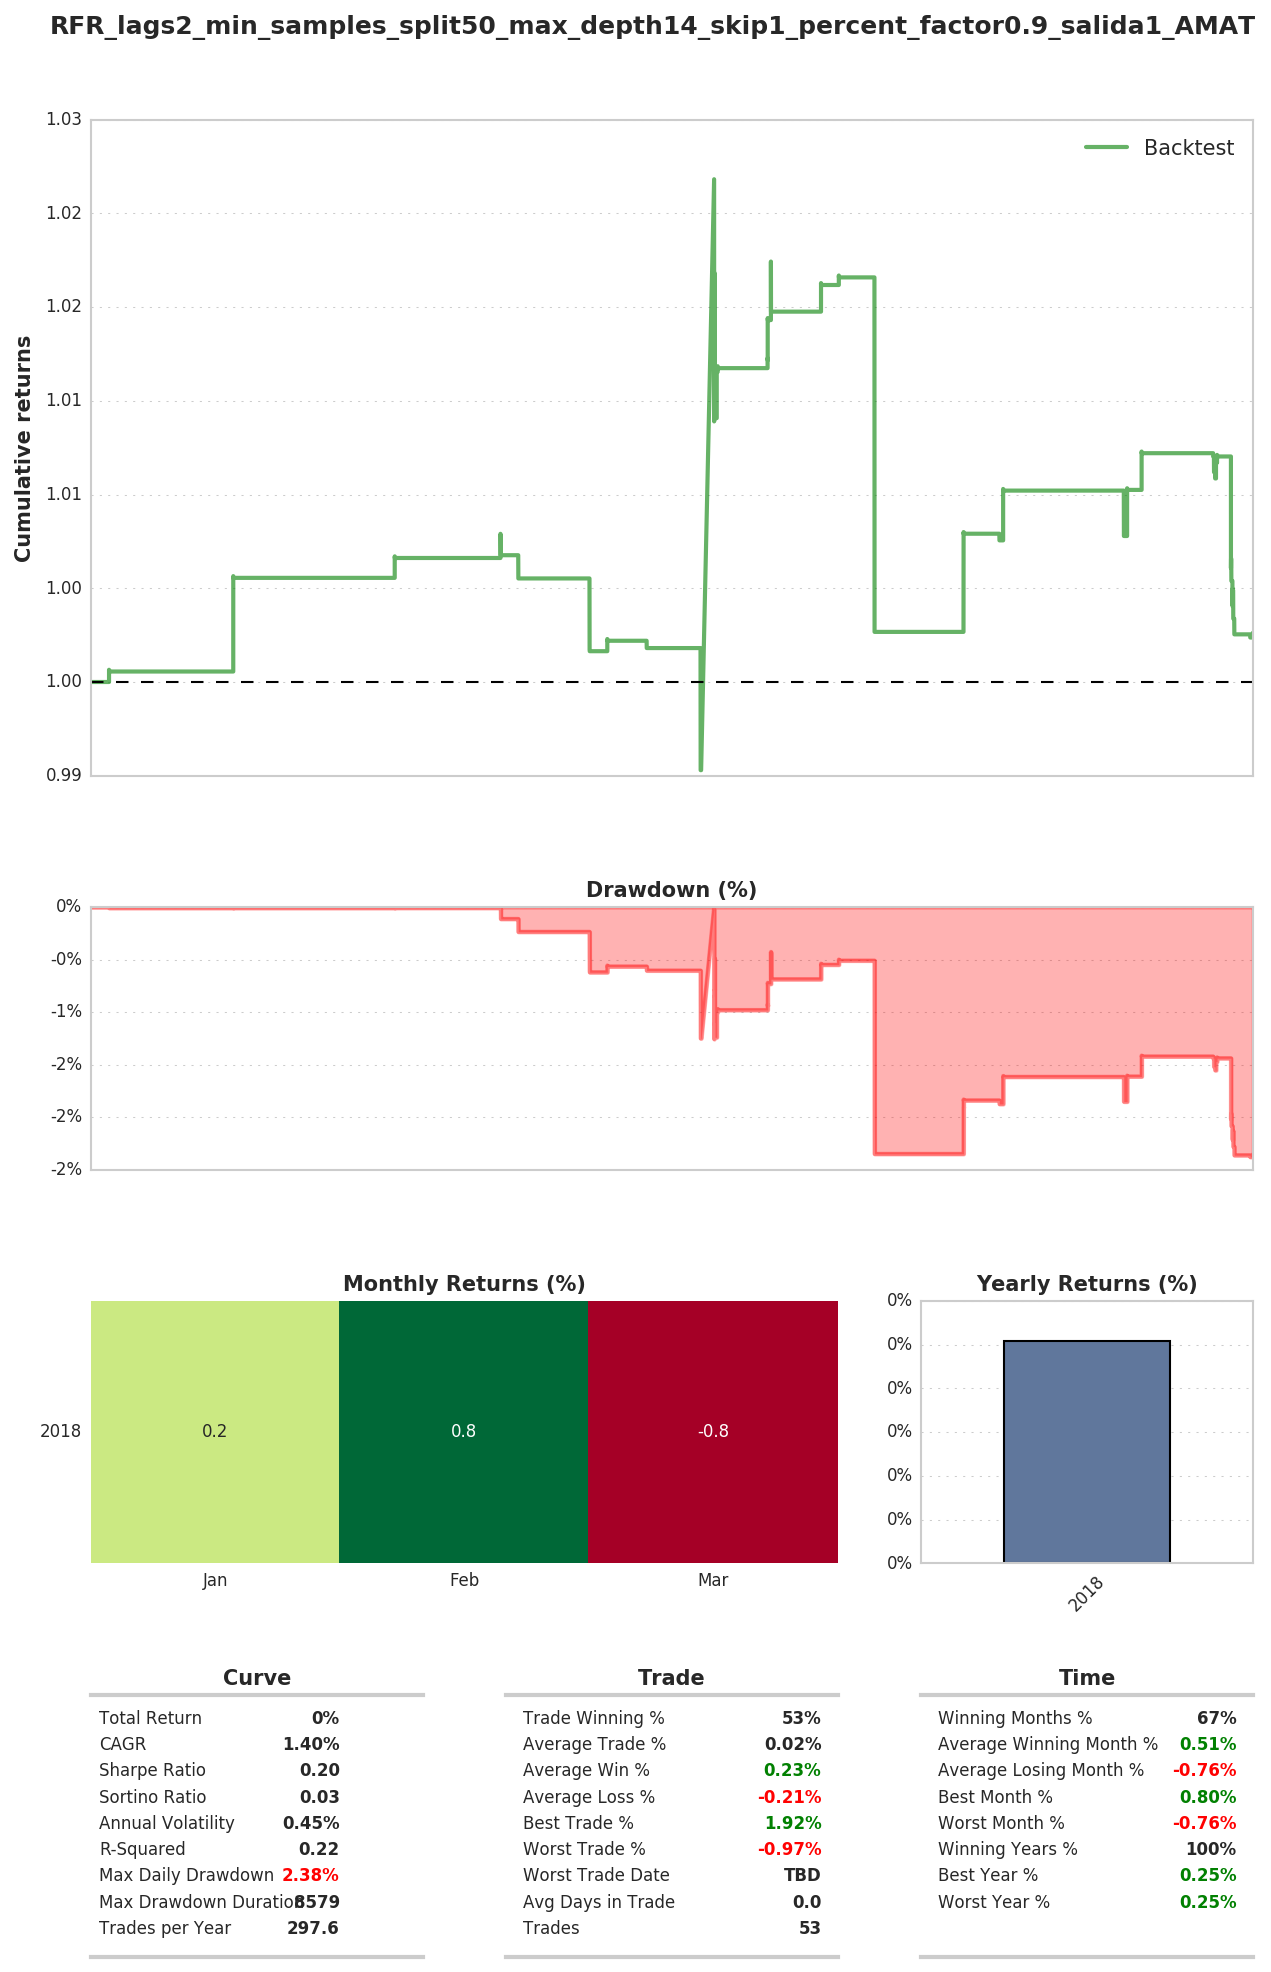 RFR_lags2_min_samples_split50_max_depth14_skip1_percent_factor0.9_salida1_AMAT
1.03
Backtest
1.02
1.02
1.01
1.01
1.00
1.00
0.99
Cumulative returns
Drawdown (%)
0%
-0%
-1%
-2%
-2%
-2%
Monthly Returns (%)
2018
0.2
0.8
-0.8
Jan
Feb
Mar
Yearly Returns (%)
0%
0%
0%
0%
0%
0%
0%
2018
Curve
Total Return 0%
CAGR 1.40%
Sharpe Ratio 0.20
Sortino Ratio 0.03
Annual Volatility 0.45%
R-Squared 0.22
Max Daily Drawdown 2.38%
Max Drawdown Duration 8579
Trades per Year 297.6
Trade
Trade Winning % 53%
Average Trade % 0.02%
Average Win % 0.23%
Average Loss % -0.21%
Best Trade % 1.92%
Worst Trade % -0.97%
Worst Trade Date TBD
Avg Days in Trade 0.0
Trades 53
Time
Winning Months % 67%
Average Winning Month % 0.51%
Average Losing Month % -0.76%
Best Month % 0.80%
Worst Month % -0.76%
Winning Years % 100%
Best Year % 0.25%
Worst Year % 0.25%